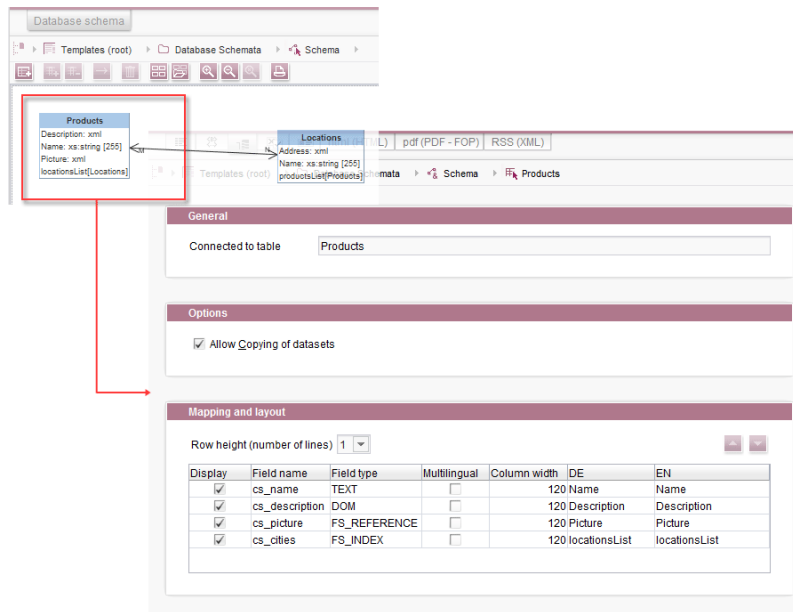 Database schema
Templates (root) Database Schemata Schema
Products
Description: xml
Name: xs:string [255]
Picture: xml
locationsList[Locations]
M
N
Locations
Address: xml
Name: xs:string [255]
productsList[Products]
pdf (PDF - FOP) RSS (XML)
Templates (root) Schemata Schema Products
General
Connected to table Products
Options
Allow Copying of datasets
Mapping and layout
Row height (number of lines) 1
Display Field name Field type Multilingual Column width DE EN
cs_name TEXT 120 Name Name
cs_description DOM 120 Description Description
cs_picture FS_REFERENCE 120 Picture Picture
cs_cities FS_INDEX 120 locationsList locationsList